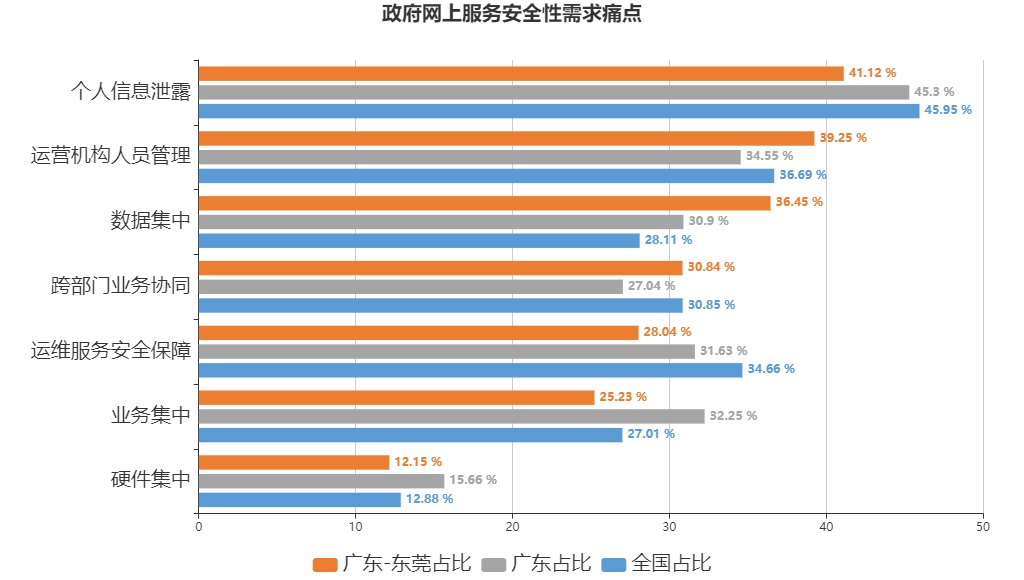 政府网上服务安全性需求痛点
个人信息泄露
41.12 %
45.3 %
45.95 %
运营机构人员管理
39.25 %
34.55 %
36.69 %
数据集中
36.45 %
30.9 %
28.11 %
跨部门业务协同
30.84 %
27.04 %
30.85 %
运维服务安全保障
28.04 %
31.63 %
34.66 %
业务集中
25.23 %
32.25 %
27.01 %
硬件集中
12.15 %
15.66 %
12.88 %
0 10 20 30 40 50
广东-东莞占比 广东占比 全国占比